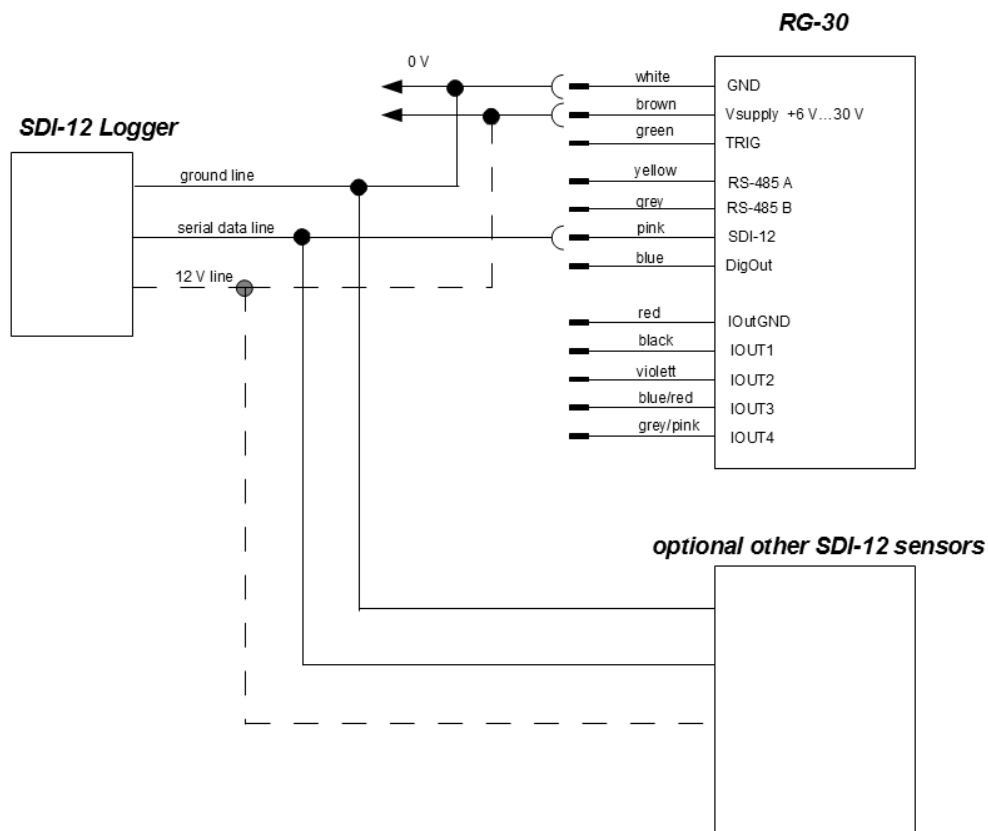 RG-30
0 V
white
GND
brown
Vsupply +6 V...30 V
green
TRIG
SDI-12 Logger
ground line
yellow
RS-485 A
grey
RS-485 B
serial data line
pink
SDI-12
blue
DigOut
12 V line
red
IOutGND
black
IOUT1
violett
IOUT2
blue/red
IOUT3
grey/pink
IOUT4
optional other SDI-12 sensors